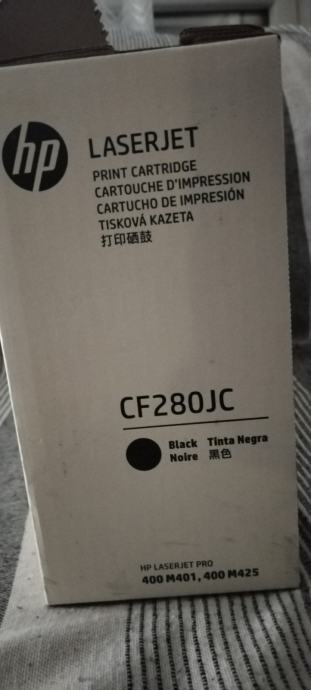 hp
LASERJET
PRINT CARTRIDGE
CARTOUCHE D'IMPRESSION
CARTUCHO DE IMPRESIÓN
TISKOVÁ KAZETA
打印硒鼓
CF280JC
Black Tinta Negra
Noire 黑色
HP LASERJET PRO
400 M401, 400 M425